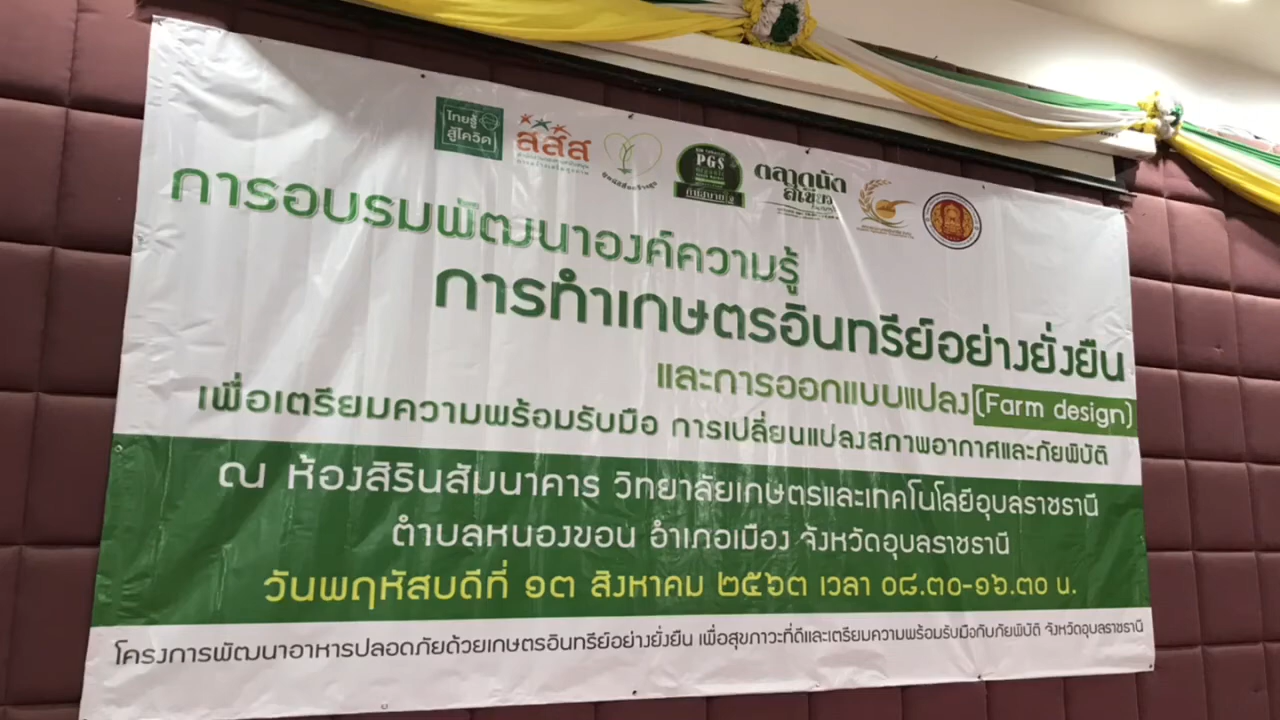 ไทยรู้
สู้โควิด
สสส
PGS
กินสบายใจ
ตลาดนัด
สีเขียว
การอบรมพัฒนาองค์ความรู้
การทำเกษตรอินทรีย์อย่างยั่งยืน
และการออกแบบแปลง (Farm design)
เพื่อเตรียมความพร้อมรับมือ การเปลี่ยนแปลงสภาพอากาศและภัยพิบัติ
ณ ห้องสิรินสัมนาคาร วิทยาลัยเกษตรและเทคโนโลยีอุบลราชธานี
ตำบลหนองขอน อำเภอเมือง จังหวัดอุบลราชธานี
วันพฤหัสบดีที่ ๑๓ สิงหาคม ๒๕๖๓ เวลา ๐๘.๓๐-๑๖.๓๐ น.
โครงการพัฒนาอาหารปลอดภัยด้วยเกษตรอินทรีย์อย่างยั่งยืน เพื่อสุขภาวะที่ดีและเตรียมความพร้อมรับมือกับภัยพิบัติ จังหวัดอุบลราชธานี